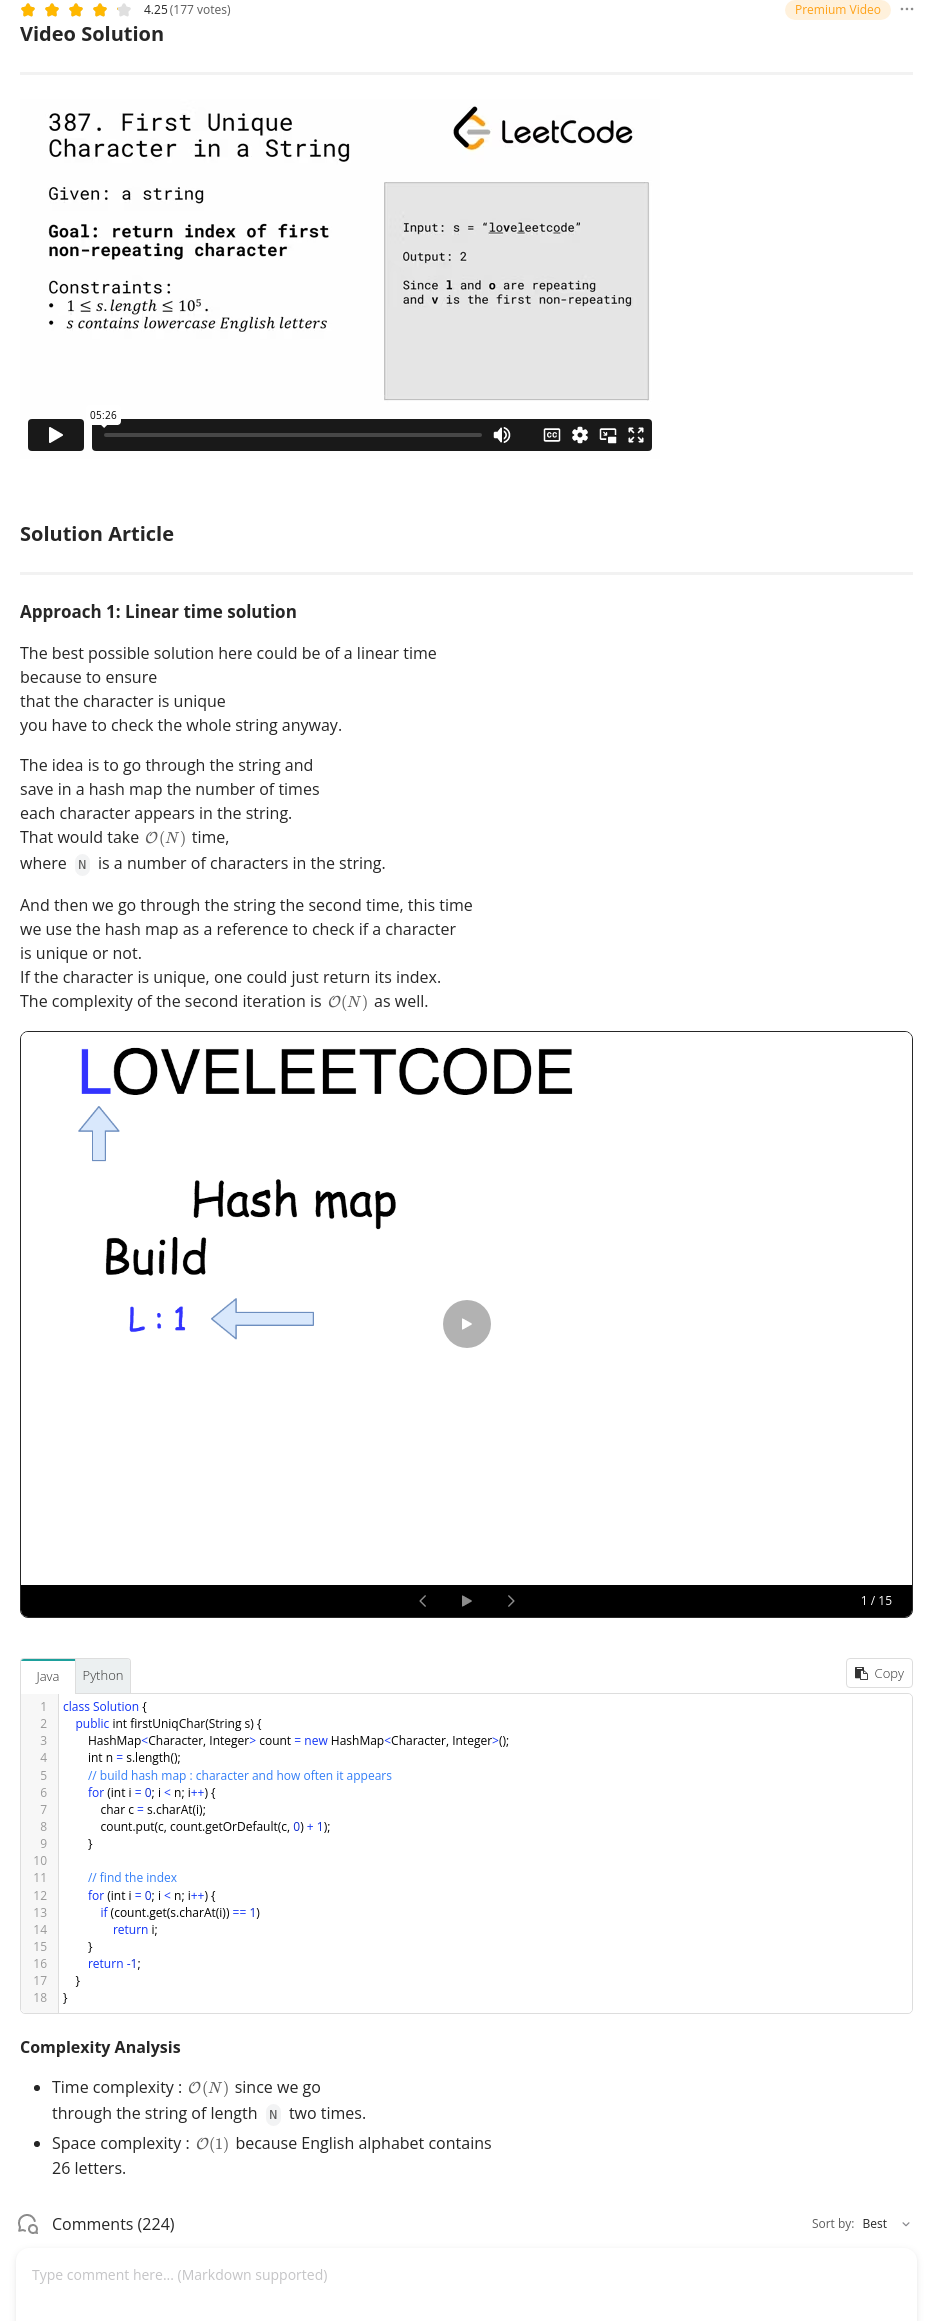 4.25 (177 votes)
Premium Video
Video Solution
387. First Unique
Character in a String
LeetCode
Given: a string
Goal: return index of first
non-repeating character
Constraints:
• 1 ≤ s.length ≤ 10⁵.
• s contains lowercase English letters
Input: s = “loveleetcode”
Output: 2
Since l and o are repeating
and v is the first non-repeating
05:26
CC
Solution Article
Approach 1: Linear time solution
The best possible solution here could be of a linear time
because to ensure
that the character is unique
you have to check the whole string anyway.
The idea is to go through the string and
save in a hash map the number of times
each character appears in the string.
That would take O(N) time,
where N is a number of characters in the string.
And then we go through the string the second time, this time
we use the hash map as a reference to check if a character
is unique or not.
If the character is unique, one could just return its index.
The complexity of the second iteration is O(N) as well.
LOVELEETCODE
Hash map
Build
L : 1
1 / 15
Java
Python
Copy
1 class Solution {
2     public int firstUniqChar(String s) {
3         HashMap<Character, Integer> count = new HashMap<Character, Integer>();
4         int n = s.length();
5         // build hash map : character and how often it appears
6         for (int i = 0; i < n; i++) {
7             char c = s.charAt(i);
8             count.put(c, count.getOrDefault(c, 0) + 1);
9         }
10
11         // find the index
12         for (int i = 0; i < n; i++) {
13             if (count.get(s.charAt(i)) == 1)
14                 return i;
15         }
16         return -1;
17     }
18 }
Complexity Analysis
• Time complexity : O(N) since we go
through the string of length N two times.
• Space complexity : O(1) because English alphabet contains
26 letters.
Comments (224)
Sort by: Best
Type comment here... (Markdown supported)